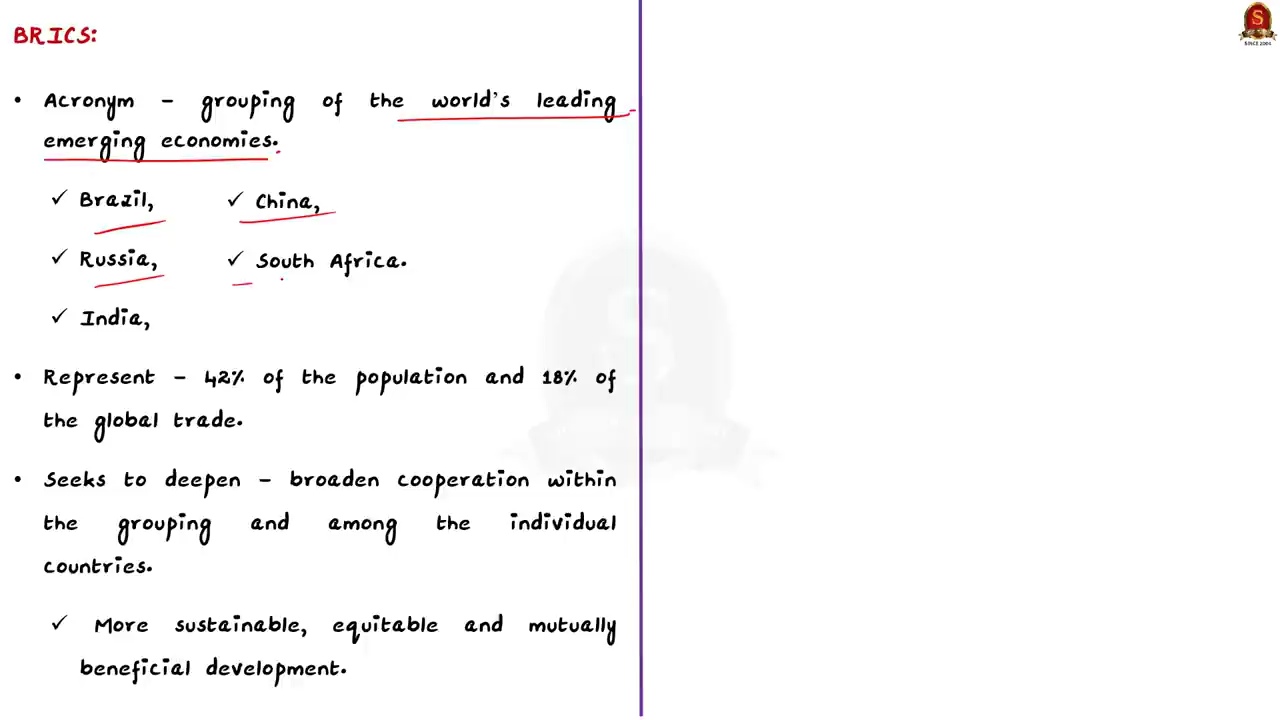 BRICS:
• Acronym – grouping of the world's leading
emerging economies.
✓ Brazil,
✓ Russia,
✓ India,
✓ China,
✓ South Africa.
• Represent – 42% of the population and 18% of
the global trade.
• Seeks to deepen – broaden cooperation within
the grouping and among the individual
countries.
✓ More sustainable, equitable and mutually
beneficial development.
S
SINCE 2004